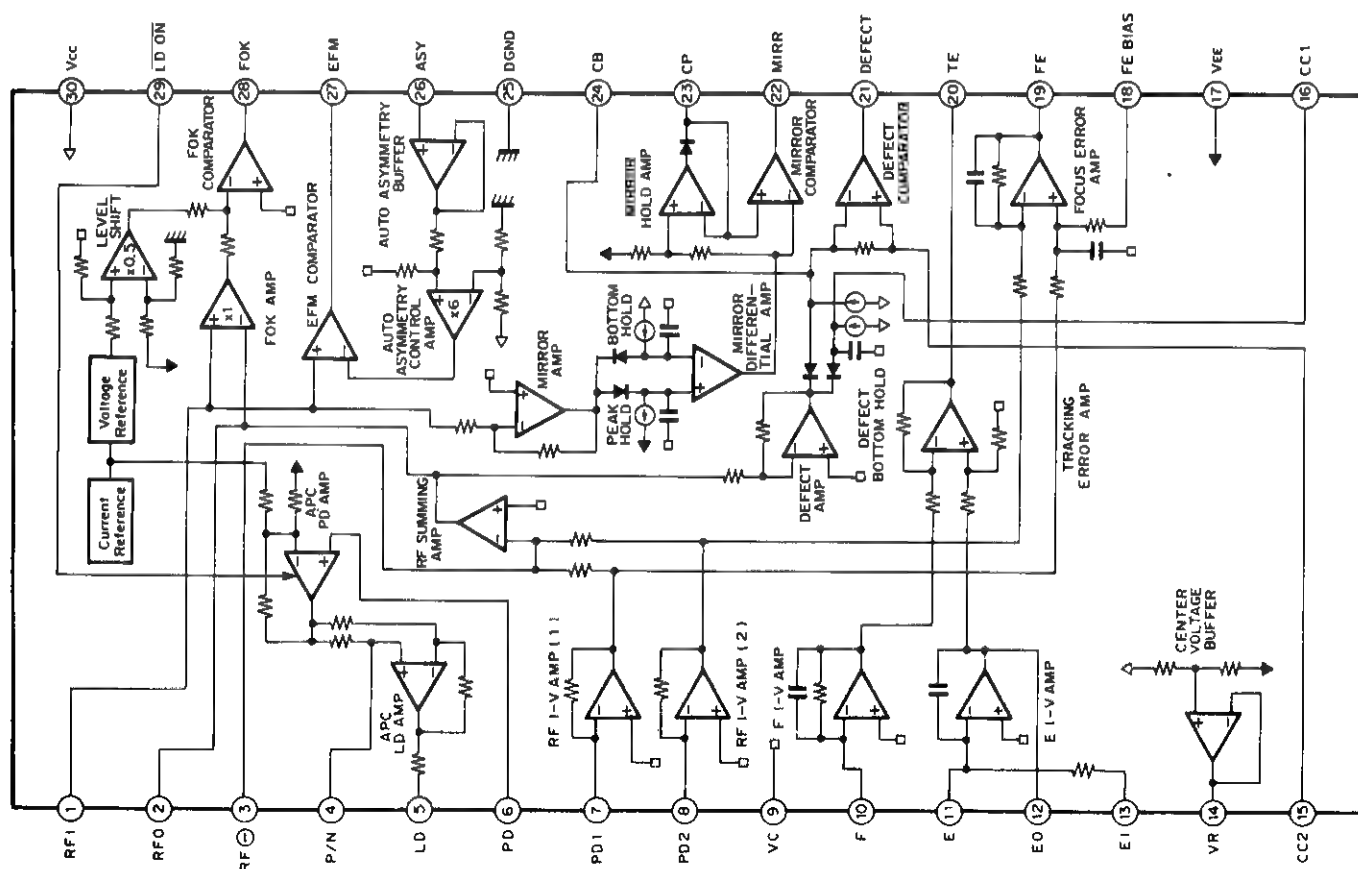 Vcc
LD ON
FOK
EFM
ASY
DGND
CB
CP
MIRR
DEFECT
TE
FE
FE BIAS
VEE
CC1
30
29
28
27
26
25
24
23
22
21
20
19
18
17
16
FOK
COMPARATOR
LEVEL
SHIFT
x0.5
FOK AMP
x1
EFM COMPARATOR
AUTO ASYMMETRY
BUFFER
AUTO
ASYMMETRY
CONTROL
AMP
x6
MIRROR
HOLD AMP
MIRROR
COMPARATOR
DEFECT
COMPARATOR
FOCUS ERROR
AMP
Voltage
Reference
Current
Reference
APC
PD AMP
MIRROR
AMP
BOTTOM
HOLD
PEAK
HOLD
MIRROR
DIFFEREN-
TIAL AMP
RF SUMMING
AMP
DEFECT
AMP
DEFECT
BOTTOM HOLD
TRACKING
ERROR AMP
APC
LD AMP
RF I-V AMP (1)
RF I-V AMP (2)
F I-V AMP
E I-V AMP
CENTER
VOLTAGE
BUFFER
1
2
3
4
5
6
7
8
9
10
11
12
13
14
15
RF1
RFO
RF⊖
P/N
LD
PD
PD1
PD2
VC
F
E
EO
EI
VR
CC2